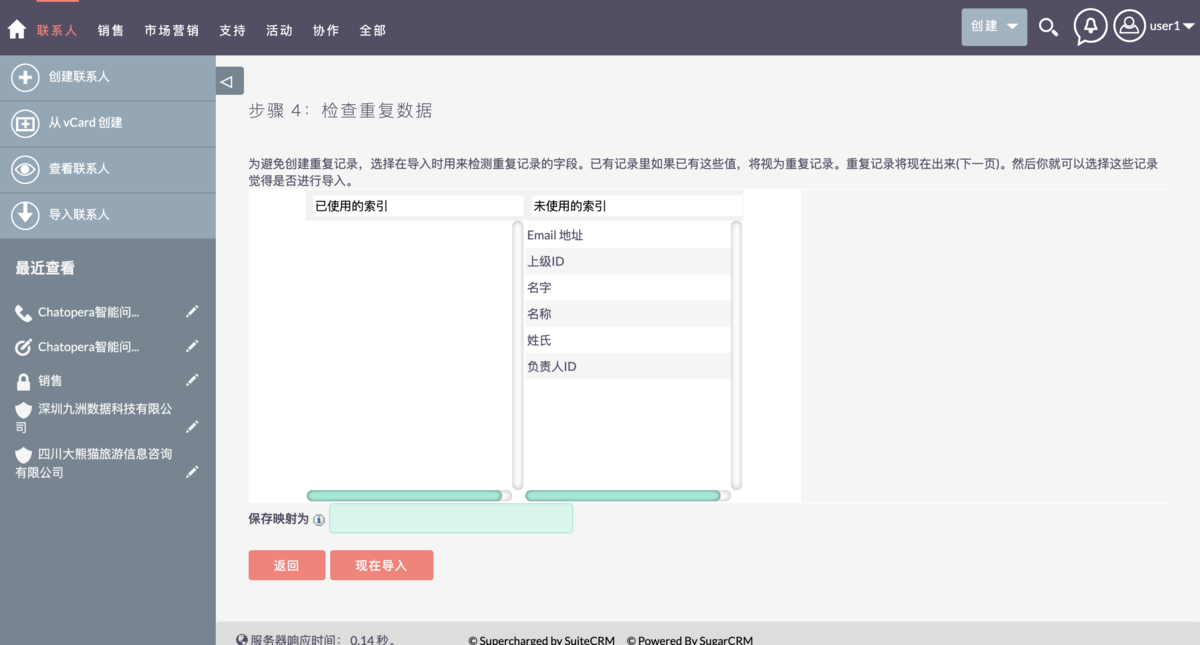 联系人 销售 市场营销 支持 活动 协作 全部 创建 user1
创建联系人
从 vCard 创建
查看联系人
导入联系人
最近查看
Chatopera智能问...
Chatopera智能问...
销售
深圳九洲数据科技有限公
司
四川大熊猫旅游信息咨询
有限公司
步骤 4：检查重复数据
为避免创建重复记录，选择在导入时用来检测重复记录的字段。已有记录里如果已有这些值，将视为重复记录。重复记录将现在出来(下一页)。然后你就可以选择这些记录
觉得是否进行导入。
已使用的索引 未使用的索引
Email 地址
上级ID
名字
名称
姓氏
负责人ID
保存映射为
返回 现在导入
服务器响应时间： 0.14 秒。 © Supercharged by SuiteCRM © Powered By SugarCRM